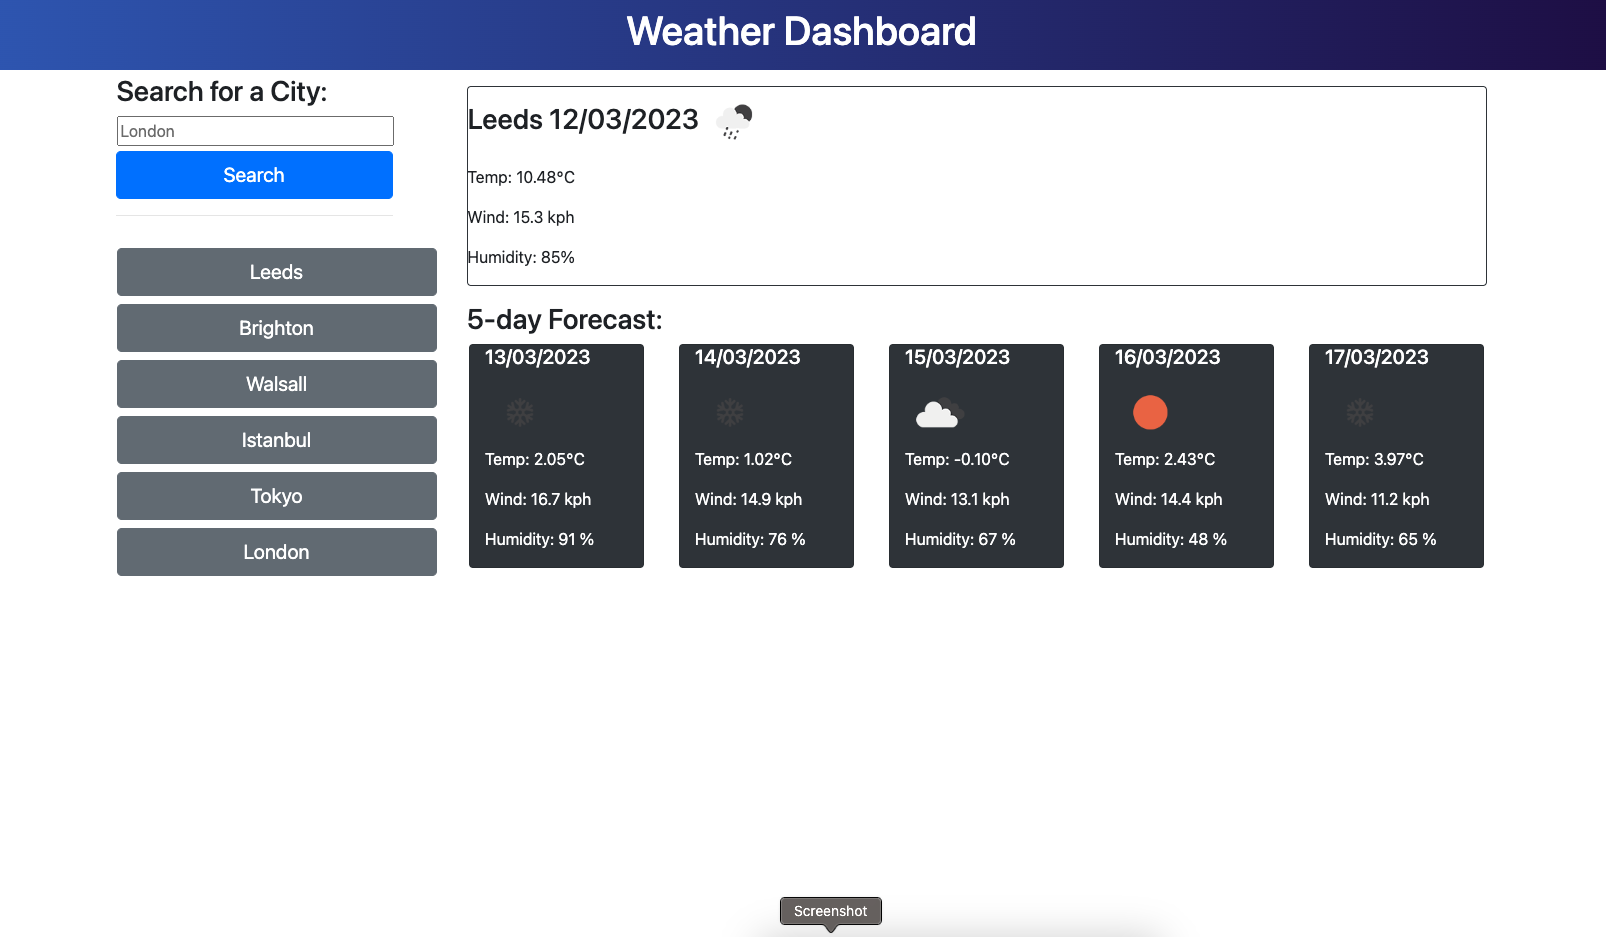 Weather Dashboard
Search for a City:
London
Search
Leeds
Brighton
Walsall
Istanbul
Tokyo
London
Leeds 12/03/2023
Temp: 10.48°C
Wind: 15.3 kph
Humidity: 85%
5-day Forecast:
13/03/2023
Temp: 2.05°C
Wind: 16.7 kph
Humidity: 91 %
14/03/2023
Temp: 1.02°C
Wind: 14.9 kph
Humidity: 76 %
15/03/2023
Temp: -0.10°C
Wind: 13.1 kph
Humidity: 67 %
16/03/2023
Temp: 2.43°C
Wind: 14.4 kph
Humidity: 48 %
17/03/2023
Temp: 3.97°C
Wind: 11.2 kph
Humidity: 65 %
Screenshot